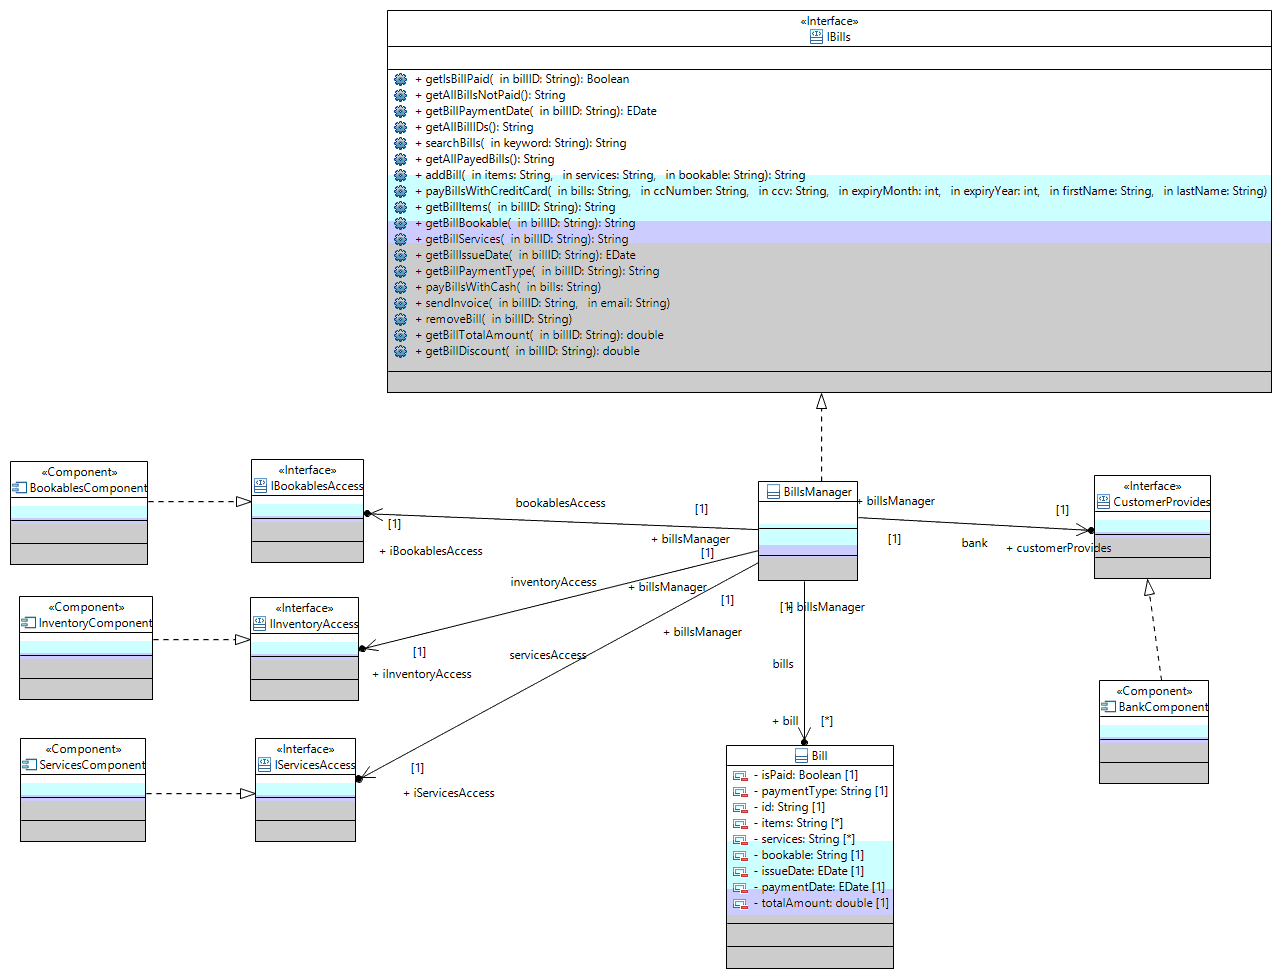 «Interface»
IBills
+ getIsBillPaid(  in billID: String): Boolean
+ getAllBillsNotPaid(): String
+ getBillPaymentDate(  in billID: String): EDate
+ getAllBillIDs(): String
+ searchBills(  in keyword: String): String
+ getAllPayedBills(): String
+ addBill(  in items: String,   in services: String,   in bookable: String): String
+ payBillsWithCreditCard(  in bills: String,   in ccNumber: String,   in ccv: String,   in expiryMonth: int,   in expiryYear: int,   in firstName: String,   in lastName: String)
+ getBillItems(  in billID: String): String
+ getBillBookable(  in billID: String): String
+ getBillServices(  in billID: String): String
+ getBillIssueDate(  in billID: String): EDate
+ getBillPaymentType(  in billID: String): String
+ payBillsWithCash(  in bills: String)
+ sendInvoice(  in billID: String,   in email: String)
+ removeBill(  in billID: String)
+ getBillTotalAmount(  in billID: String): double
+ getBillDiscount(  in billID: String): double
«Component»
BookablesComponent
«Interface»
IBookablesAccess
[1]
+ iBookablesAccess
bookablesAccess
[1]
+ billsManager
BillsManager
+ billsManager
[1]
bank
[1]
+ customerProvides
«Interface»
CustomerProvides
«Component»
InventoryComponent
«Interface»
IInventoryAccess
[1]
+ iInventoryAccess
inventoryAccess
[1]
+ billsManager
[1]
+ billsManager
servicesAccess
[1]
+ billsManager
bills
+ bill
[*]
«Component»
BankComponent
«Component»
ServicesComponent
«Interface»
IServicesAccess
[1]
+ iServicesAccess
Bill
- isPaid: Boolean [1]
- paymentType: String [1]
- id: String [1]
- items: String [*]
- services: String [*]
- bookable: String [1]
- issueDate: EDate [1]
- paymentDate: EDate [1]
- totalAmount: double [1]